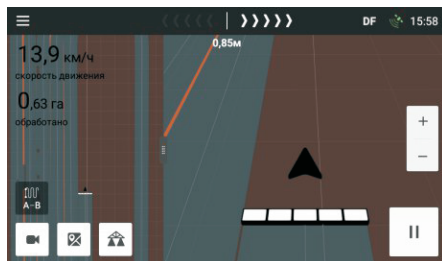 DF 15:58
0,85м
13,9 км/ч
скорость движения
0,63 га
обработано
A-B